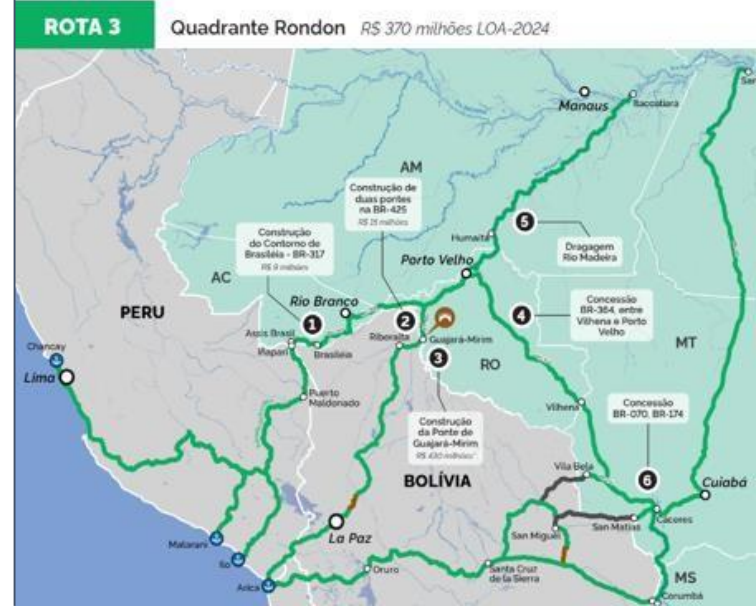 ROTA 3
Quadrante Rondon R$ 370 milhões LOA-2024
Manaus
Itacoatiara
San
AM
Construção de
duas pontes
na BR-425
Construção
do Contorno de
Brasiléia - BR-317
R$ 9 milhões
5
Humaitá
Dragagem
Rio Madeira
Porto Velho
AC
Rio Branco
PERU
1
2
4
Concessão
BR-364, entre
Vilhena e Porto
Velho
MT
Assis Brasil
Iñapari
Brasiléia
Riberalta
Guajará-Mirim
3
RO
Chancay
Lima
Puerto
Maldonado
Construção
da Ponte de
Guajará-Mirim
R$ 430 milhões*
Vilhena
Concessão
BR-070, BR-174
BOLÍVIA
Vila Bela
6
Cuiabá
Cáceres
San Matías
San Miguel
La Paz
Matarani
Ilo
Arica
Oruro
Santa Cruz
de la Sierra
MS
Corumbá